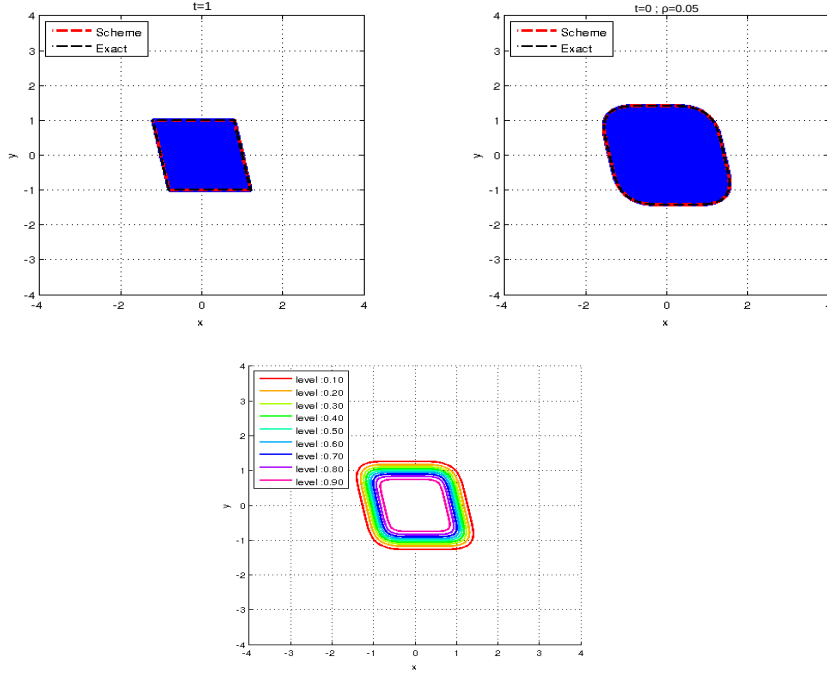 t=1
Scheme
Exact
4
3
2
1
0
-1
-2
-3
-4
y
-4 -2 0 2 4
x
t=0 ; ρ=0.05
Scheme
Exact
4
3
2
1
0
-1
-2
-3
-4
y
-4 -2 0 2 4
x
level :0.10
level :0.20
level :0.30
level :0.40
level :0.50
level :0.60
level :0.70
level :0.80
level :0.90
4
3
2
1
0
-1
-2
-3
-4
y
-4 -3 -2 -1 0 1 2 3 4
x